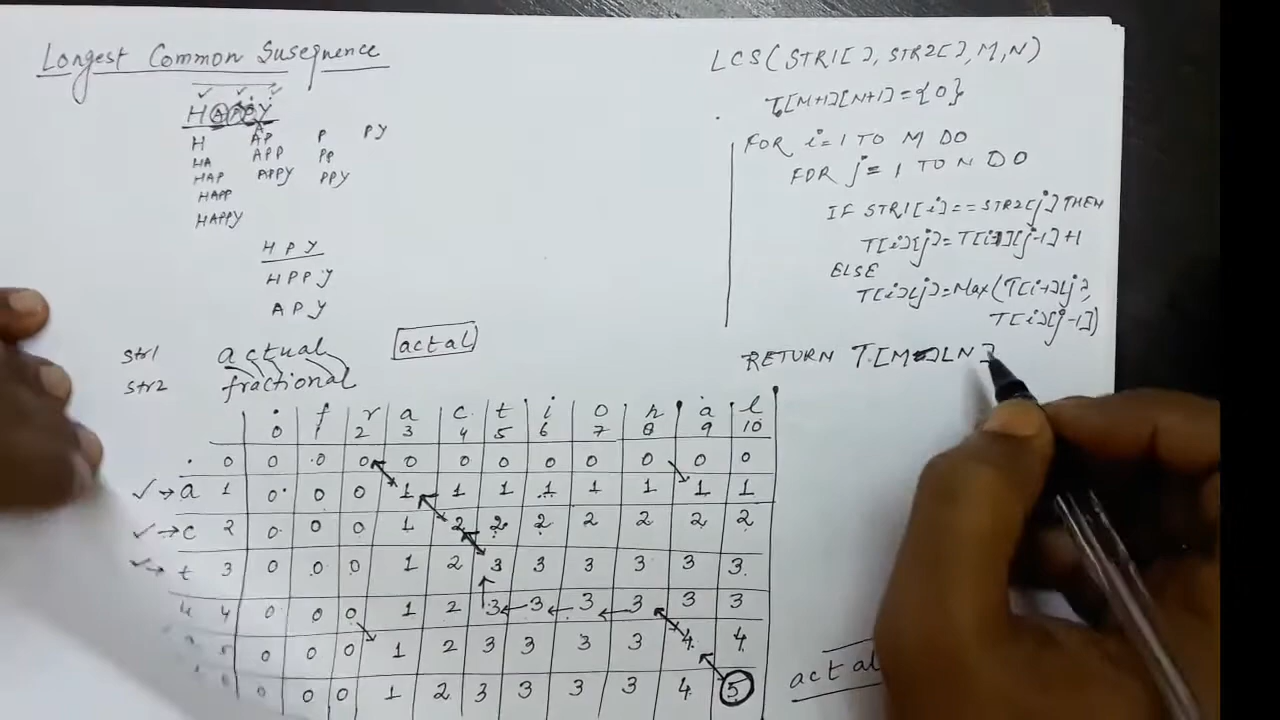 Longest Common Susequence
HAPPY
H AP P PY
HA APP PP
HAP APPY PPY
HAPP
HAPPY
HPY
HPPY
APY
str1 actual actal
str2 fractional
. f r a c t i o n a l
0 1 2 3 4 5 6 7 8 9 10
. 0 0 0 0 0 0 0 0 0 0 0 0
✓→a 1 0 0 0 1 1 1 1 1 1 1 1
✓→c 2 0 0 0 1 2 2 2 2 2 2 2
✓→t 3 0 0 0 1 2 3 3 3 3 3 3
u 4 0 0 0 1 2 3 3 3 3 3 3
a 5 0 0 0 1 2 3 3 3 3 4 4
0 0 0 1 2 3 3 3 3 4 5
LCS(STR1[], STR2[], M, N)
T[M+1][N+1]={0}
FOR i=1 TO M DO
FOR j=1 TO N DO
IF STR1[i]==STR2[j] THEN
T[i][j]=T[i-1][j-1]+1
ELSE
T[i][j]=Max(T[i-1][j],
T[i][j-1])
RETURN T[M][N]
actal